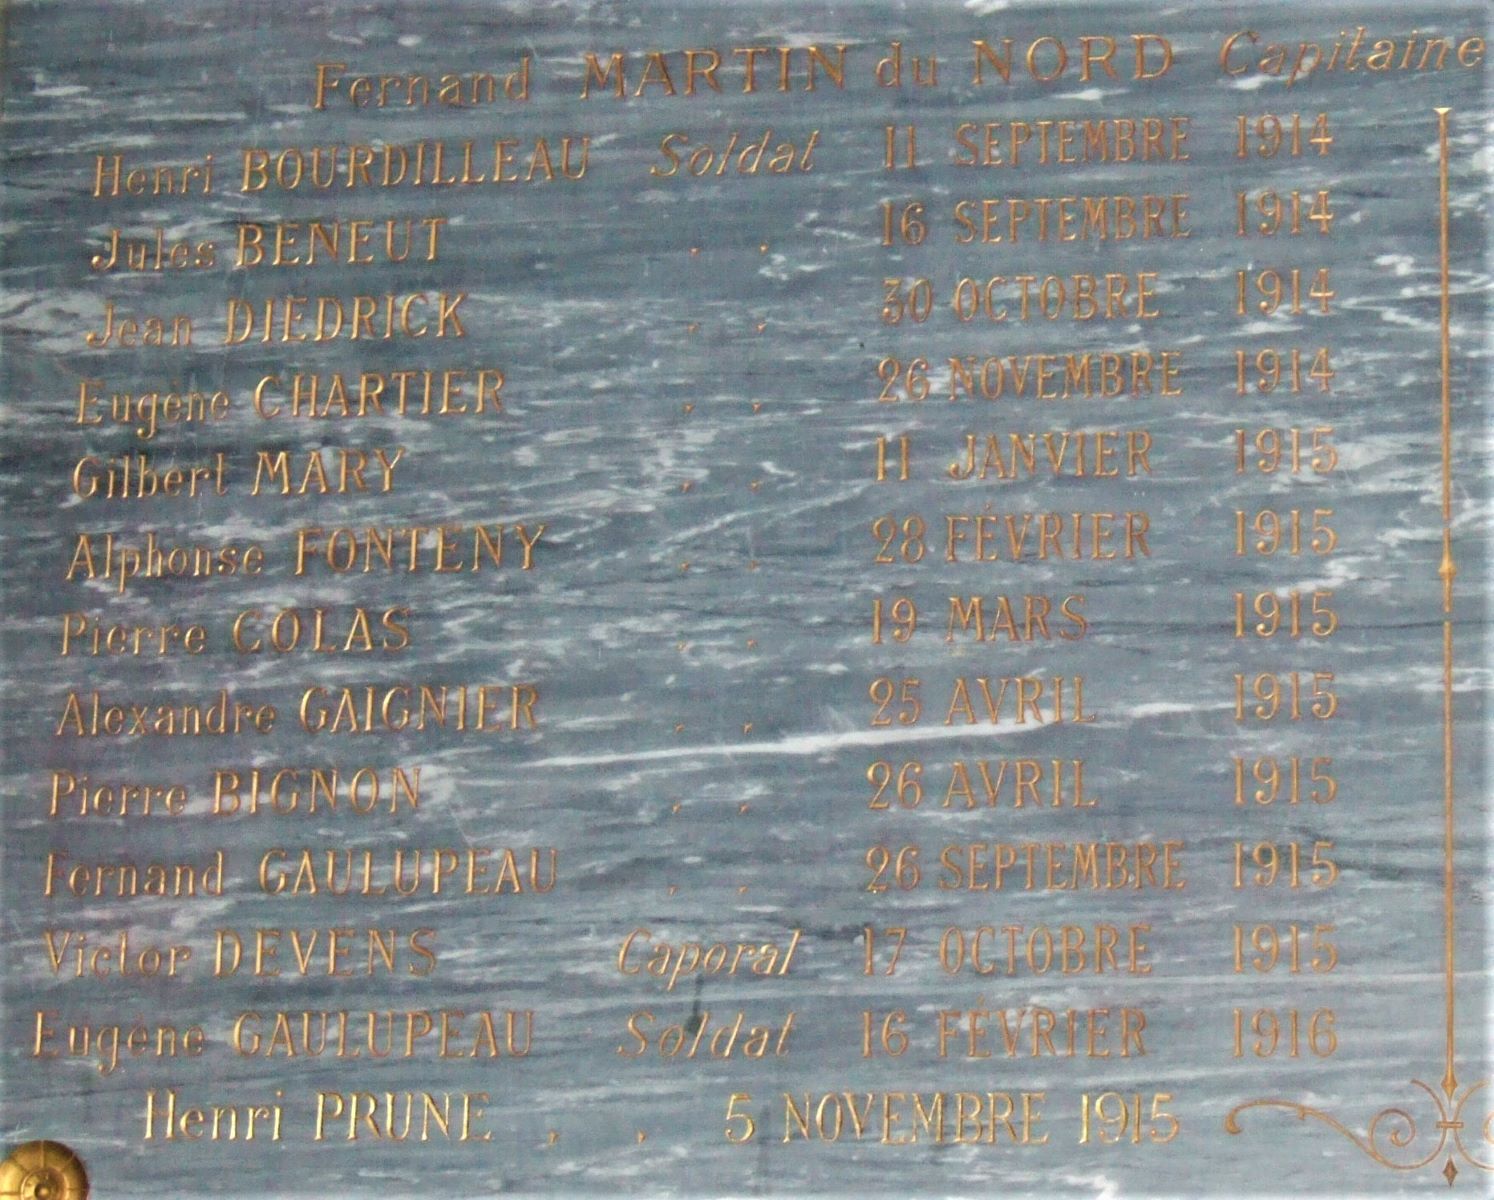 Fernand MARTIN du NORD Capitaine
Henri BOURDILLEAU Soldat 11 SEPTEMBRE 1914
Jules BENEUT , , 16 SEPTEMBRE 1914
Jean DIEDRICK , , 30 OCTOBRE 1914
Eugène CHARTIER , , 26 NOVEMBRE 1914
Gilbert MARY , , 11 JANVIER 1915
Alphonse FONTENY , , 28 FÉVRIER 1915
Pierre COLAS , , 19 MARS 1915
Alexandre GAIGNIER , , 25 AVRIL 1915
Pierre BIGNON , , 26 AVRIL 1915
Fernand GAULUPEAU , , 26 SEPTEMBRE 1915
Victor DEVENS Caporal 17 OCTOBRE 1915
Eugène GAULUPEAU Soldat 16 FÉVRIER 1916
Henri PRUNE , , 5 NOVEMBRE 1915